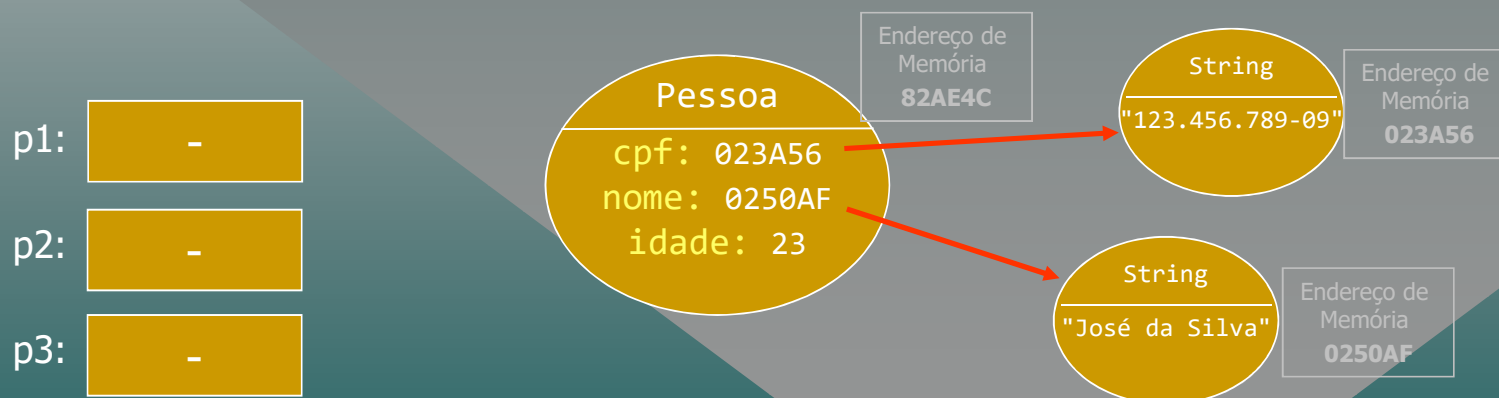 p1:
-
p2:
-
p3:
-
Pessoa
cpf: 023A56
nome: 0250AF
idade: 23
Endereço de
Memória
82AE4C
String
"123.456.789-09"
Endereço de
Memória
023A56
String
"José da Silva"
Endereço de
Memória
0250AF